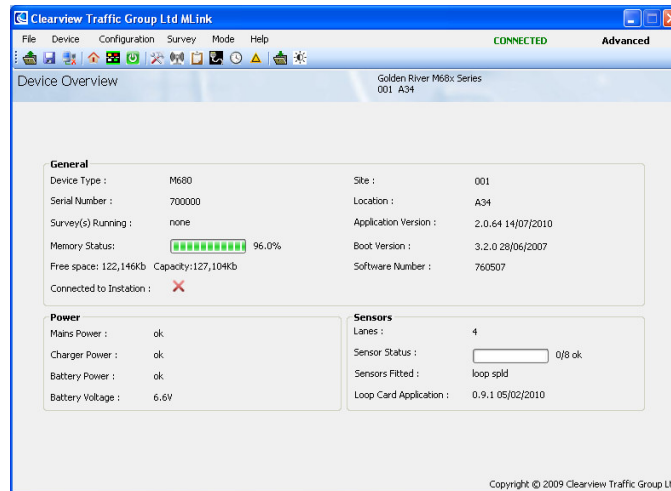 Clearview Traffic Group Ltd MLink
File Device Configuration Survey Mode Help CONNECTED Advanced
Device Overview
Golden River M68x Series
001 A34
General
Device Type : M680 Site : 001
Serial Number : 700000 Location : A34
Survey(s) Running : none Application Version : 2.0.64 14/07/2010
Memory Status: 96.0% Boot Version : 3.2.0 28/06/2007
Free space: 122,146Kb Capacity:127,104Kb Software Number : 760507
Connected to Instation :
Power Sensors
Mains Power : ok Lanes : 4
Charger Power : ok Sensor Status : 0/8 ok
Battery Power : ok Sensors Fitted : loop spld
Battery Voltage : 6.6V Loop Card Application : 0.9.1 05/02/2010
Copyright © 2009 Clearview Traffic Group Lt